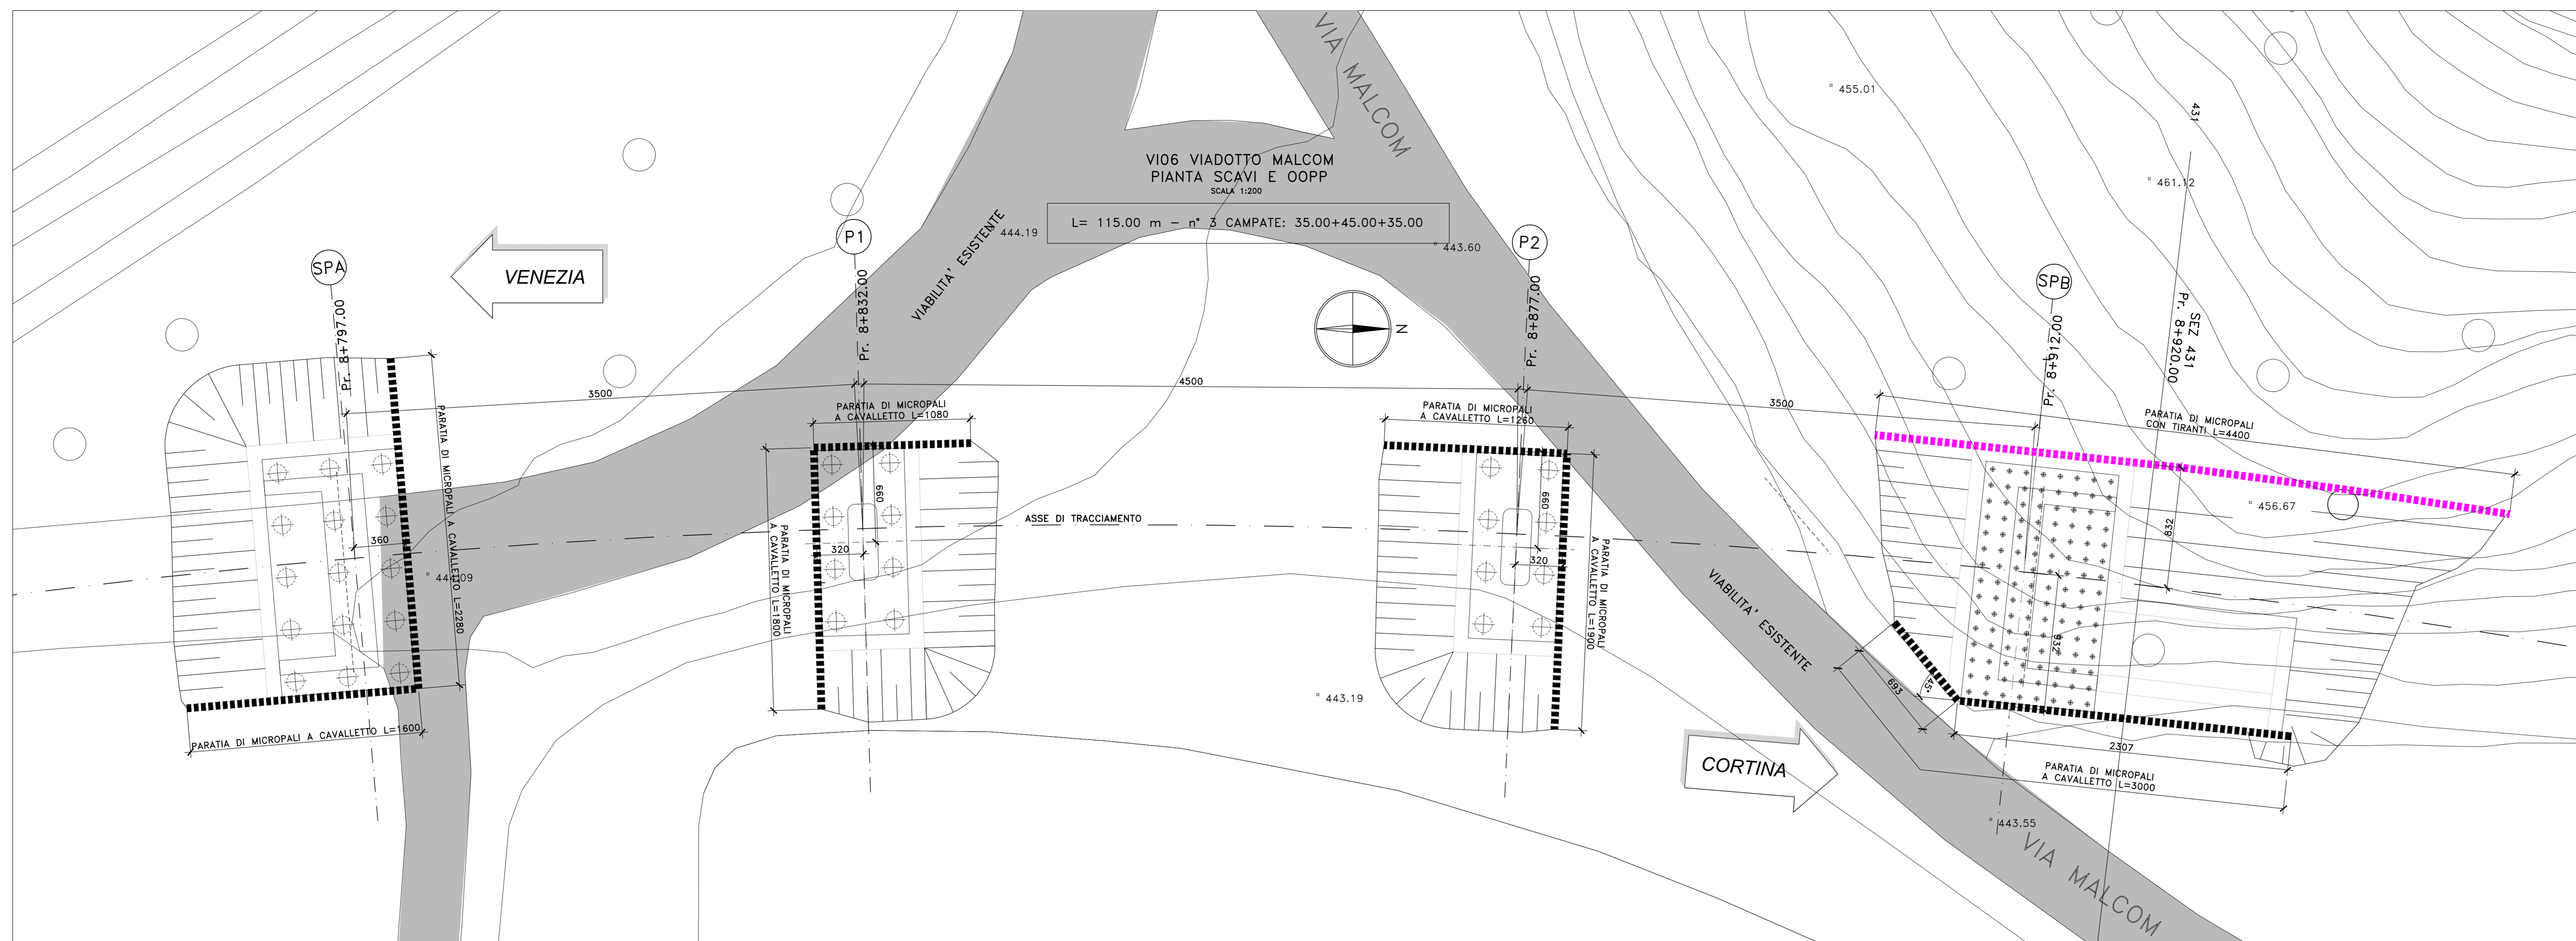 VIA MALCOM
455.01
431
461.12
VI06 VIADOTTO MALCOM
PIANTA SCAVI E OOPP
SCALA 1:200
L= 115.00 m – n° 3 CAMPATE: 35.00+45.00+35.00
444.19
443.60
VIABILITA' ESISTENTE
SPA
Pr. 8+797.00
VENEZIA
P1
Pr. 8+832.00
P2
Pr. 8+877.00
N
SPB
Pr. 8+912.00
SEZ 431
Pr. 8+920.00
3500
4500
3500
PARATIA DI MICROPALI
A CAVALLETTO L=1080
PARATIA DI MICROPALI
A CAVALLETTO L=1260
PARATIA DI MICROPALI
CON TIRANTI L=4400
PARATIA DI MICROPALI A CAVALLETTO L=2280
360
444.09
PARATIA DI MICROPALI A CAVALLETTO L=1600
PARATIA DI MICROPALI
A CAVALLETTO L=1800
660
320
ASSE DI TRACCIAMENTO
660
320
PARATIA DI MICROPALI
A CAVALLETTO L=1900
443.19
VIABILITA' ESISTENTE
456.67
832
932
693
45°
2307
PARATIA DI MICROPALI
A CAVALLETTO L=3000
CORTINA
443.55
VIA MALCOM